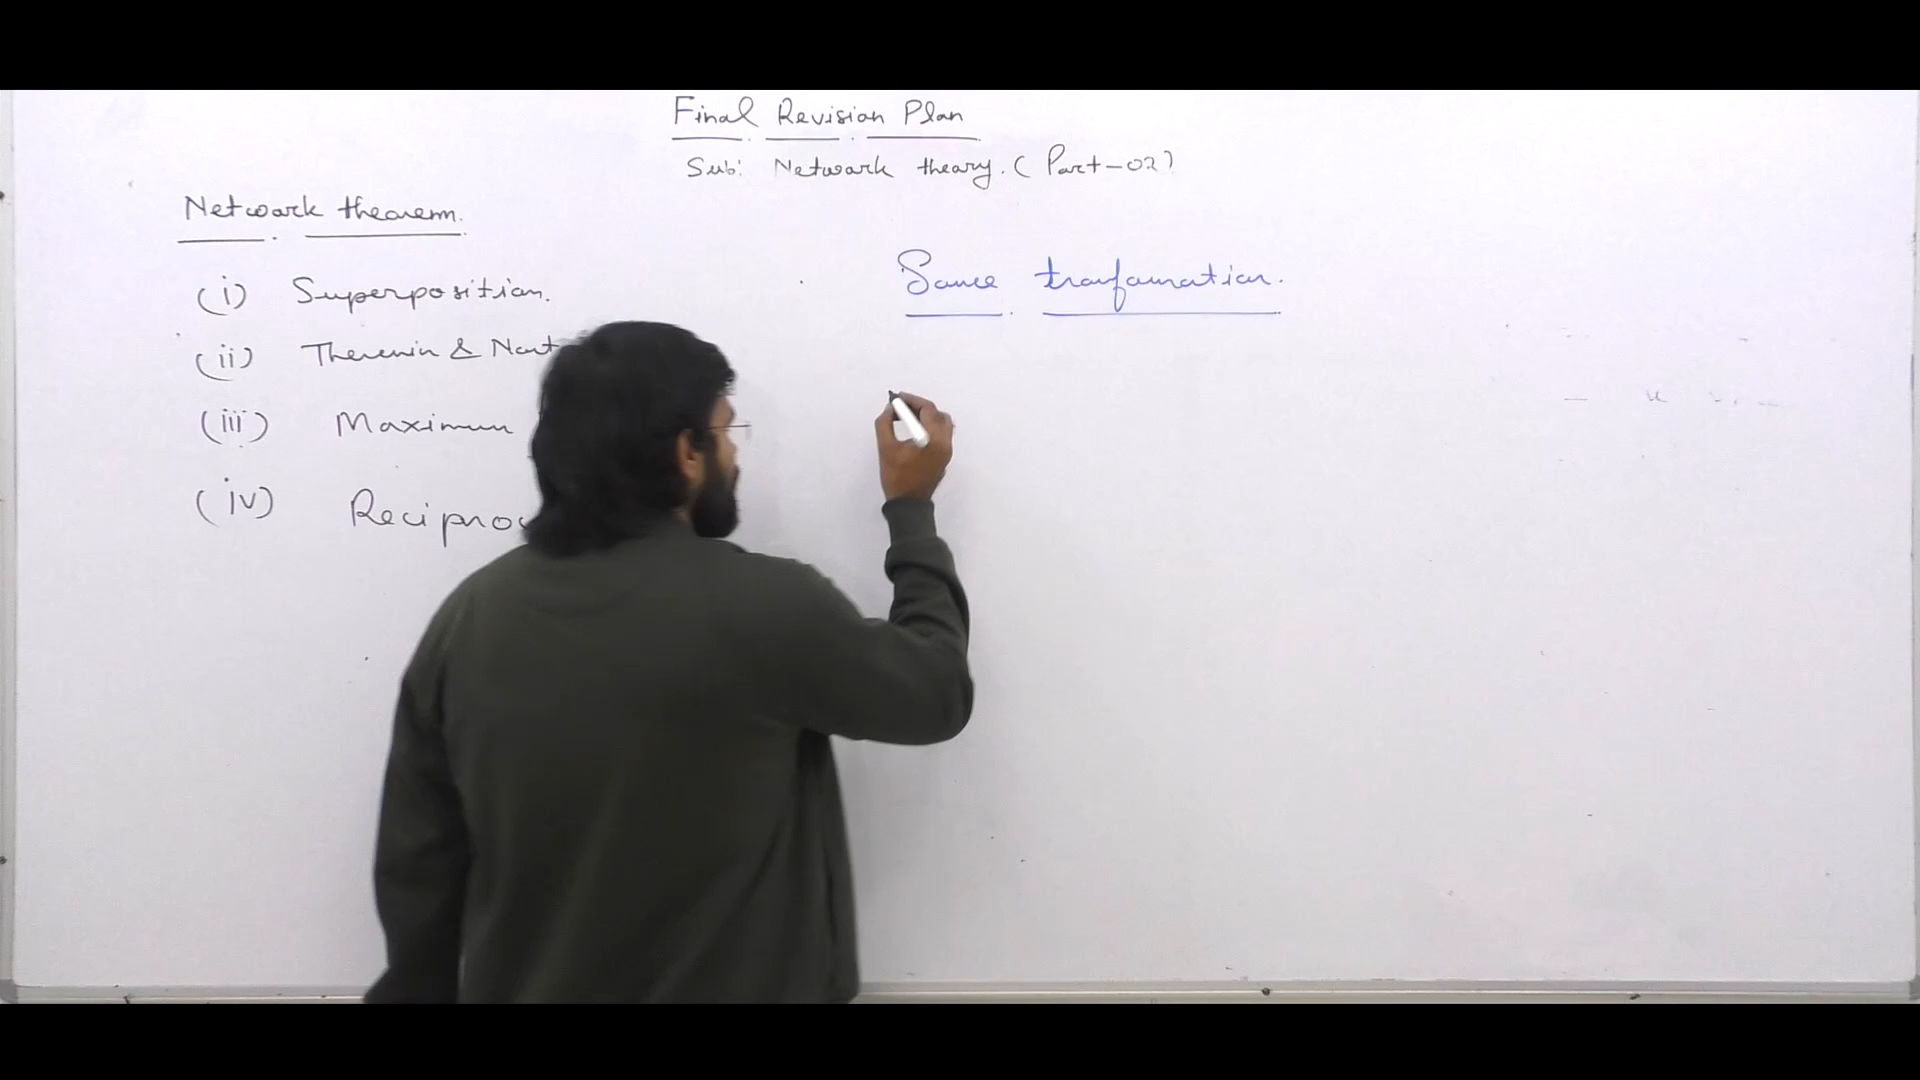 Final Revision Plan
Sub: Network theory. (Part-02)
Network theorem.
(i) Superposition.
(ii) Thevenin & Nort
(iii) Maximum
(iv) Reciproc
Source tranformation.